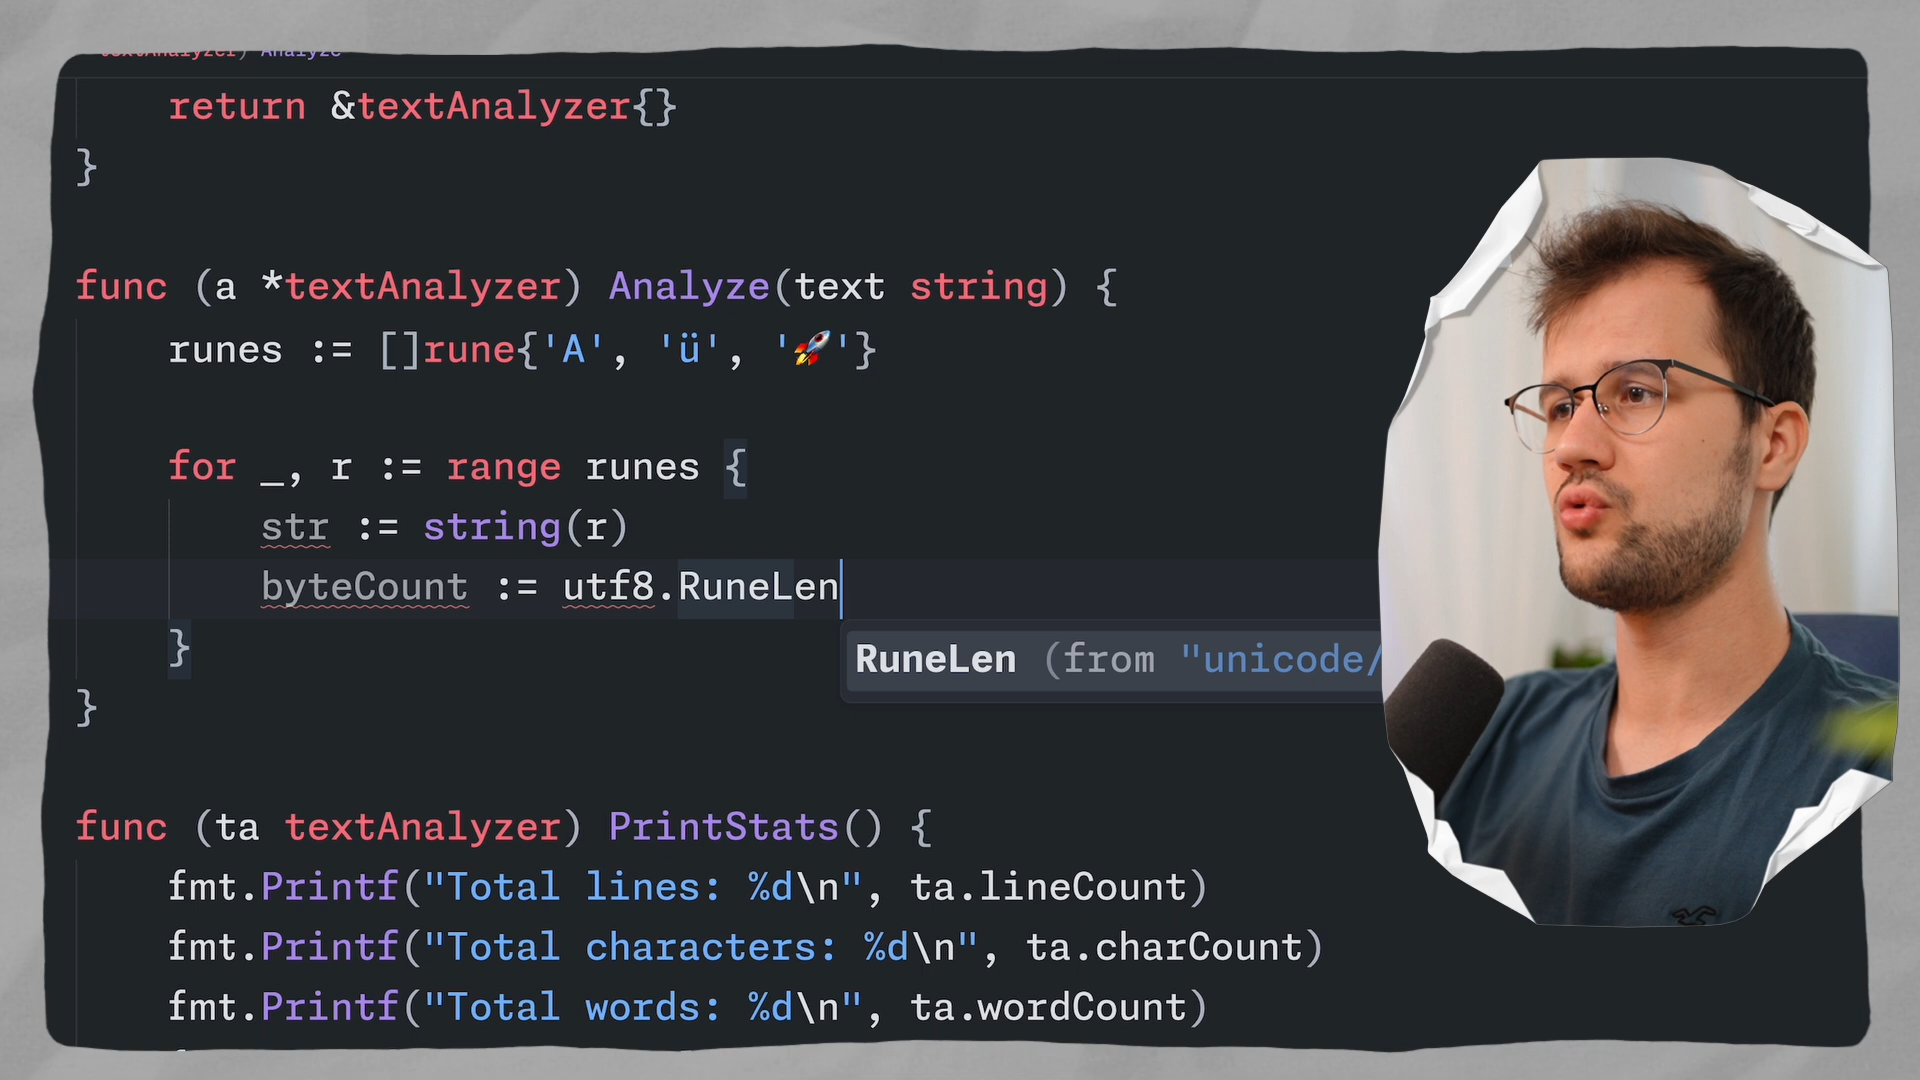 textAnalyzer) Analyze
return &textAnalyzer{}
}
func (a *textAnalyzer) Analyze(text string) {
runes := []rune{'A', 'ü', '🚀'}
for _, r := range runes {
str := string(r)
byteCount := utf8.RuneLen
RuneLen (from "unicode/
}
}
func (ta textAnalyzer) PrintStats() {
fmt.Printf("Total lines: %d\n", ta.lineCount)
fmt.Printf("Total characters: %d\n", ta.charCount)
fmt.Printf("Total words: %d\n", ta.wordCount)